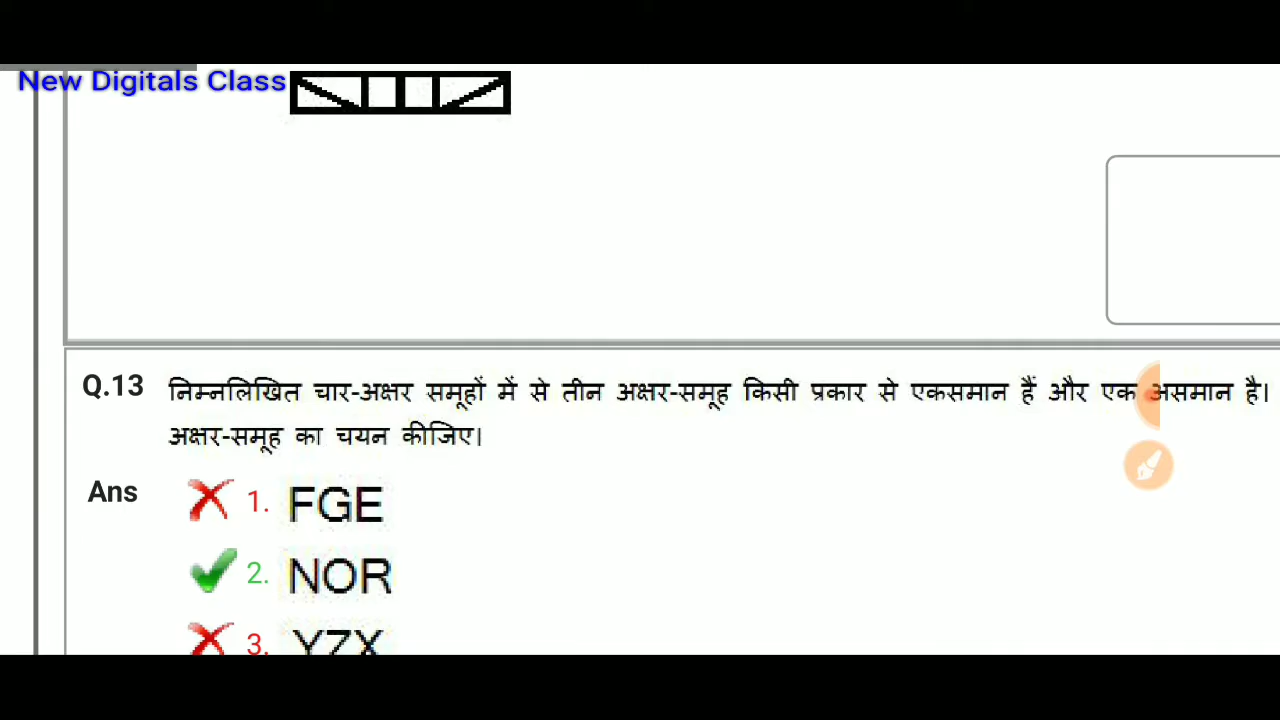 New Digitals Class
Q.13 निम्नलिखित चार-अक्षर समूहों में से तीन अक्षर-समूह किसी प्रकार से एकसमान हैं और एक असमान है।
अक्षर-समूह का चयन कीजिए।
Ans
1. FGE
2. NOR
3. YZX